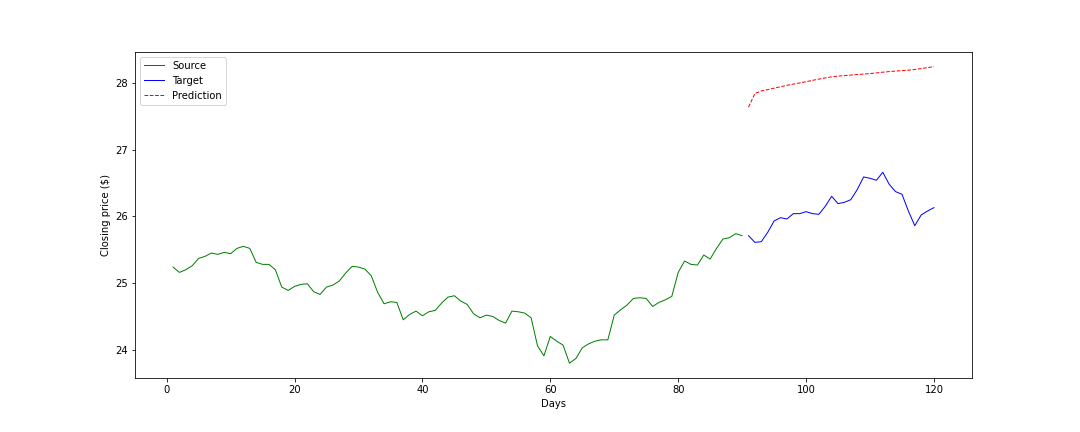 Source
Target
Prediction
28
27
26
25
24
Closing price ($)
0 20 40 60 80 100 120
Days